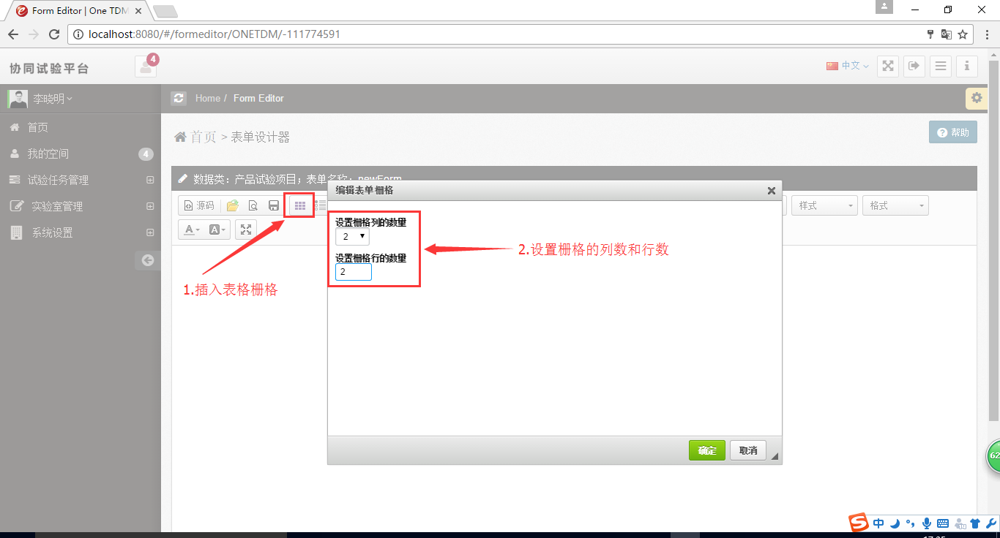 Form Editor | One TDM
localhost:8080/#/formeditor/ONETDM/-111774591
协同试验平台
4
中文
李晓明
Home / Form Editor
首页
我的空间
4
试验任务管理
实验室管理
系统设置
首页 > 表单设计器
帮助
数据类：产品试验项目；表单名称：newForm
源码
样式
格式
编辑表单栅格
设置栅格列的数量
2
设置栅格行的数量
2
1.插入表格栅格
2.设置栅格的列数和行数
确定
取消
62
中